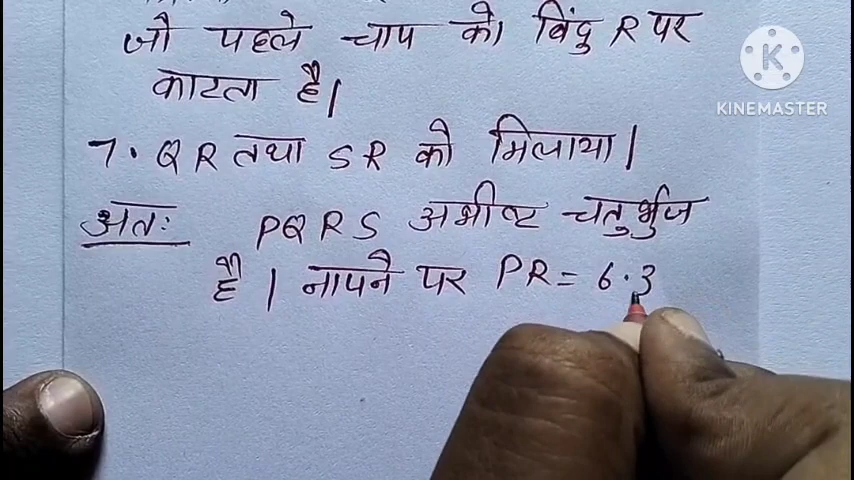 जो पहले चाप को बिंदु R पर
काटता है।
7. QR तथा SR को मिलाया।
अतः PQRS अभीष्ट चतुर्भुज
है। नापने पर PR = 6.3
K
KINEMASTER